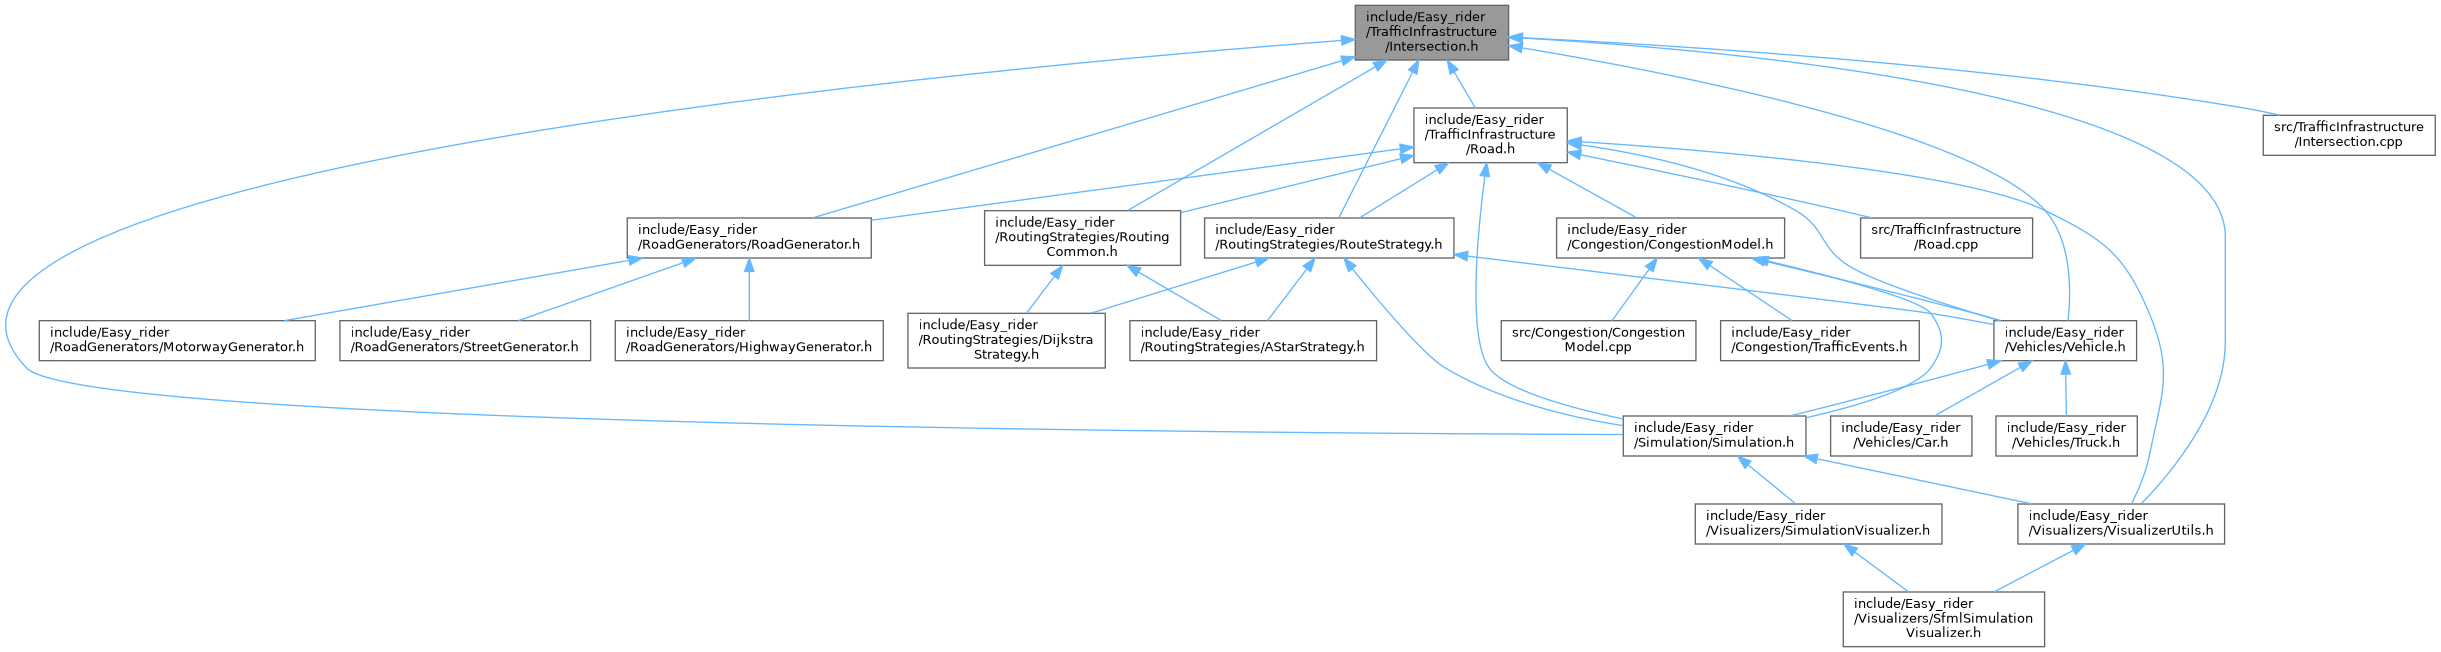 include/Easy_rider
/TrafficInfrastructure
/Intersection.h
include/Easy_rider
/TrafficInfrastructure
/Road.h
src/TrafficInfrastructure
/Intersection.cpp
include/Easy_rider
/RoadGenerators/RoadGenerator.h
include/Easy_rider
/RoutingStrategies/Routing
Common.h
include/Easy_rider
/RoutingStrategies/RouteStrategy.h
include/Easy_rider
/Congestion/CongestionModel.h
src/TrafficInfrastructure
/Road.cpp
include/Easy_rider
/RoadGenerators/MotorwayGenerator.h
include/Easy_rider
/RoadGenerators/StreetGenerator.h
include/Easy_rider
/RoadGenerators/HighwayGenerator.h
include/Easy_rider
/RoutingStrategies/Dijkstra
Strategy.h
include/Easy_rider
/RoutingStrategies/AStarStrategy.h
src/Congestion/Congestion
Model.cpp
include/Easy_rider
/Congestion/TrafficEvents.h
include/Easy_rider
/Vehicles/Vehicle.h
include/Easy_rider
/Simulation/Simulation.h
include/Easy_rider
/Vehicles/Car.h
include/Easy_rider
/Vehicles/Truck.h
include/Easy_rider
/Visualizers/SimulationVisualizer.h
include/Easy_rider
/Visualizers/VisualizerUtils.h
include/Easy_rider
/Visualizers/SfmlSimulation
Visualizer.h